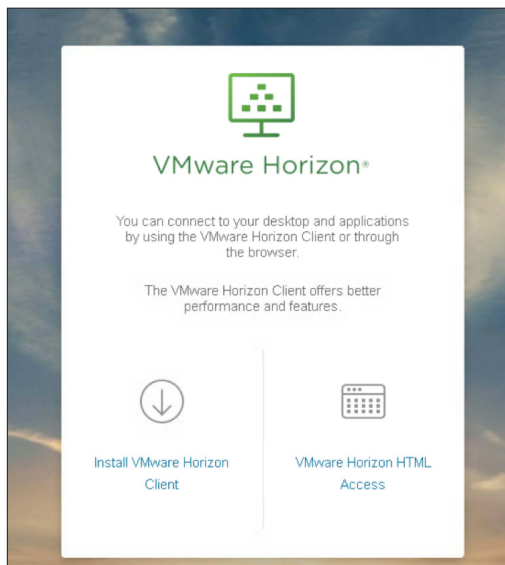 VMware Horizon®
You can connect to your desktop and applications
by using the VMware Horizon Client or through
the browser.
The VMware Horizon Client offers better
performance and features.
Install VMware Horizon
Client
VMware Horizon HTML
Access